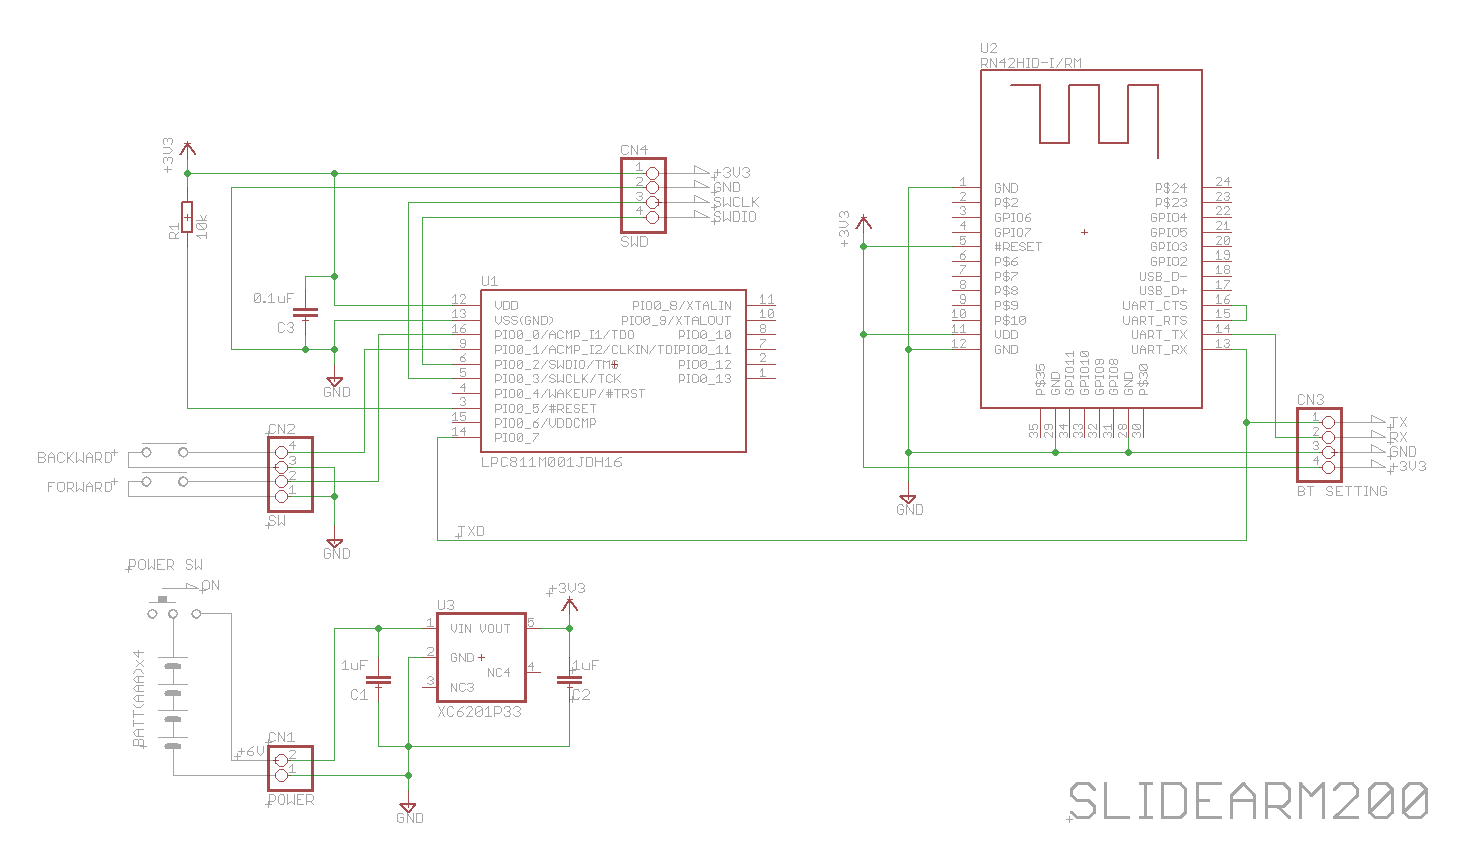 U2
RN42HID-I/RM
1 GND
2 P$2
3 GPIO6
4 GPIO7
5 #RESET
6 P$6
7 P$7
8 P$8
9 P$9
10 P$10
11 VDD
12 GND
P$24 24
P$23 23
GPIO4 22
GPIO5 21
GPIO3 20
GPIO2 19
USB_D- 18
USB_D+ 17
UART_CTS 16
UART_RTS 15
UART_TX 14
UART_RX 13
P$35 35
GND 29
GPIO11 34
GPIO10 33
GPIO9 32
GPIO8 31
GND 28
P$30 30
+3V3
GND
+3V3
R1
10k
0.1uF
C3
GND
CN4
1 +3V3
2 GND
3 SWCLK
4 SWDIO
SWD
U1
12 VDD
13 VSS(GND)
16 PIO0_0/ACMP_I1/TDO
9 PIO0_1/ACMP_I2/CLKIN/TDI
6 PIO0_2/SWDIO/TMS
5 PIO0_3/SWCLK/TCK
4 PIO0_4/WAKEUP/#TRST
3 PIO0_5/#RESET
15 PIO0_6/VDDCMP
14 PIO0_7
PIO0_8/XTALIN 11
PIO0_9/XTALOUT 10
PIO0_10 8
PIO0_11 7
PIO0_12 2
PIO0_13 1
LPC811M001JDH16
CN3
1 TX
2 RX
3 GND
4 +3V3
BT SETTING
CN2
4
3
2
1
SW
BACKWARD
FORWARD
GND
TXD
POWER SW
ON
BATT(AAA)x4
+6V
CN1
2
1
POWER
U3
1 VIN
2 GND
3 NC3
VOUT 5
NC4 4
XC6201P33
1uF
C1
+3V3
1uF
C2
GND
SLIDEARM200